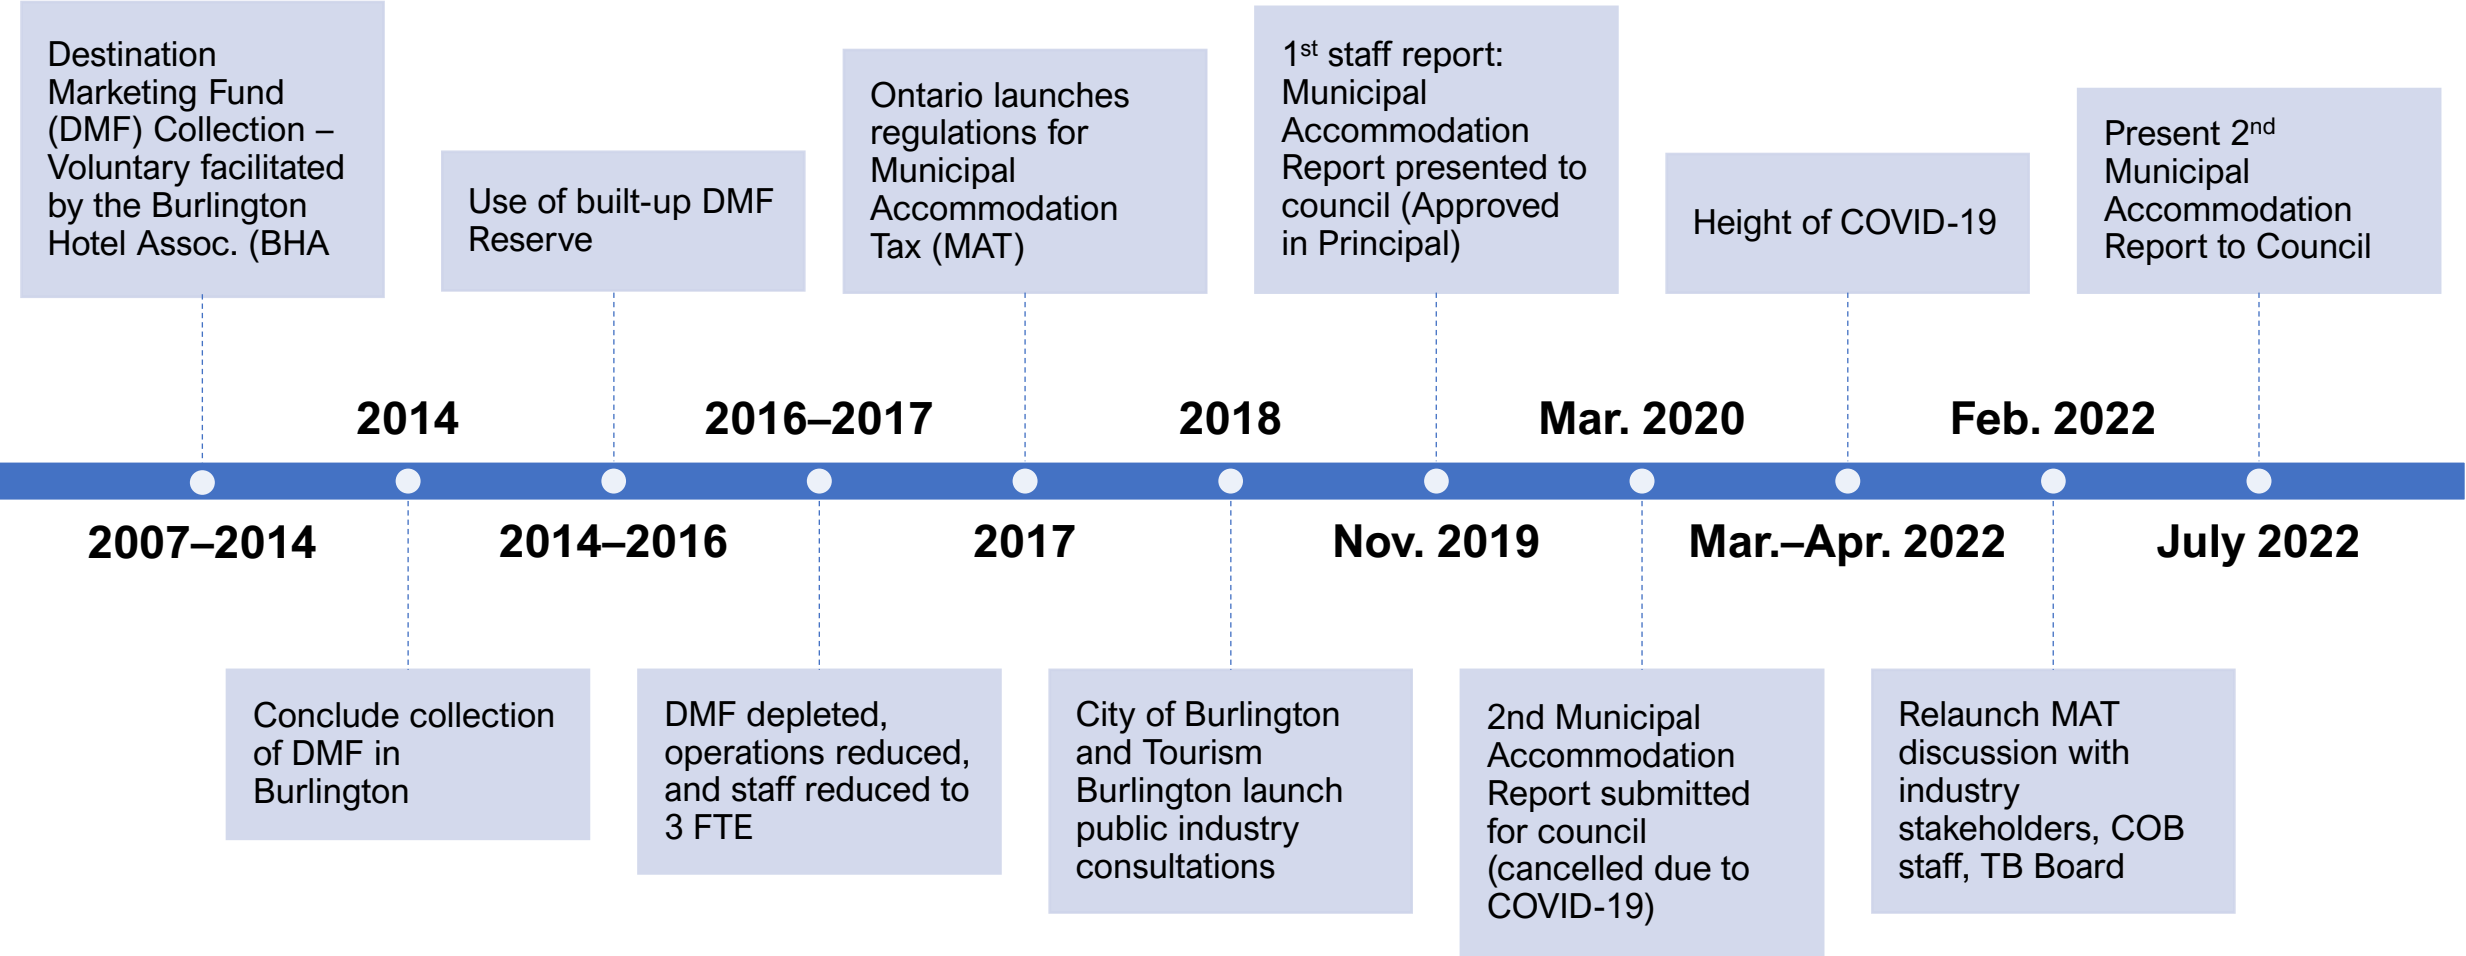 Destination
Marketing Fund
(DMF) Collection –
Voluntary facilitated
by the Burlington
Hotel Assoc. (BHA
Use of built-up DMF
Reserve
Ontario launches
regulations for
Municipal
Accommodation
Tax (MAT)
1st staff report:
Municipal
Accommodation
Report presented to
council (Approved
in Principal)
Height of COVID-19
Present 2nd
Municipal
Accommodation
Report to Council
2014
2016–2017
2018
Mar. 2020
Feb. 2022
2007–2014
2014–2016
2017
Nov. 2019
Mar.–Apr. 2022
July 2022
Conclude collection
of DMF in
Burlington
DMF depleted,
operations reduced,
and staff reduced to
3 FTE
City of Burlington
and Tourism
Burlington launch
public industry
consultations
2nd Municipal
Accommodation
Report submitted
for council
(cancelled due to
COVID-19)
Relaunch MAT
discussion with
industry
stakeholders, COB
staff, TB Board